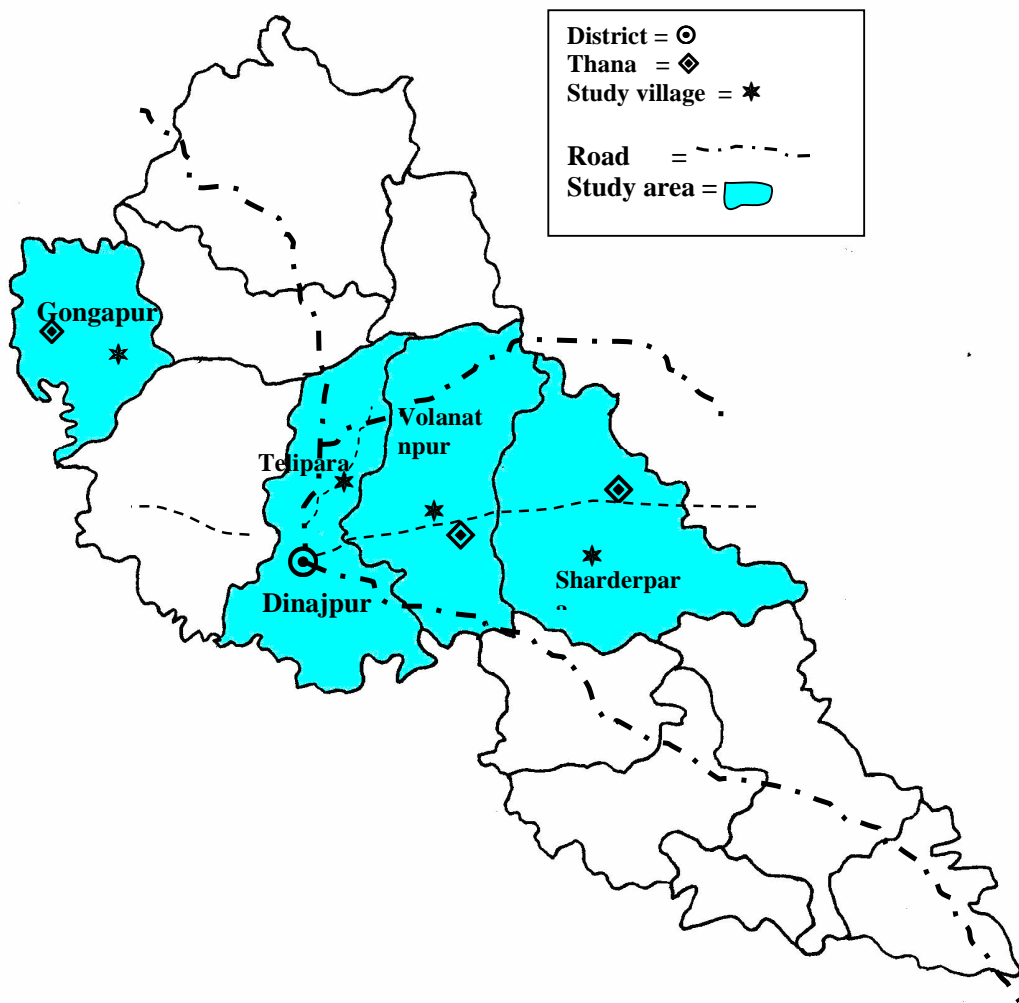 District =
Thana =
Study village =
Road =
Study area =
Gongapur
Volanat
npur
Telipara
Dinajpur
Sharderpar
a